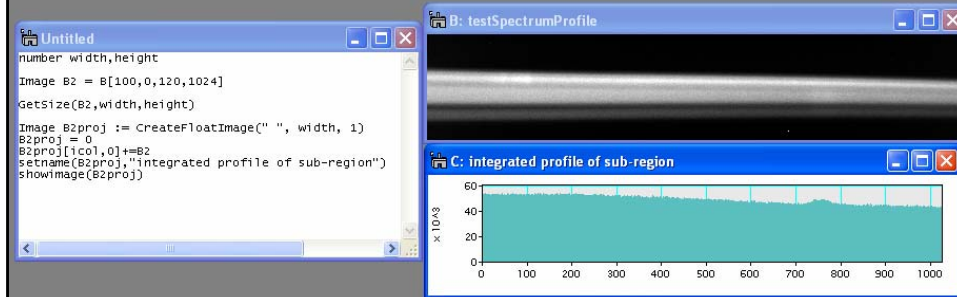 Untitled
number width,height
Image B2 = B[100,0,120,1024]
GetSize(B2,width,height)
Image B2proj := CreateFloatImage(" ", width, 1)
B2proj = 0
B2proj[icol,0]+=B2
setname(B2proj,"integrated profile of sub-region")
showimage(B2proj)
B: testSpectrumProfile
C: integrated profile of sub-region
x 10^3
60
40
20
0
0 100 200 300 400 500 600 700 800 900 1000